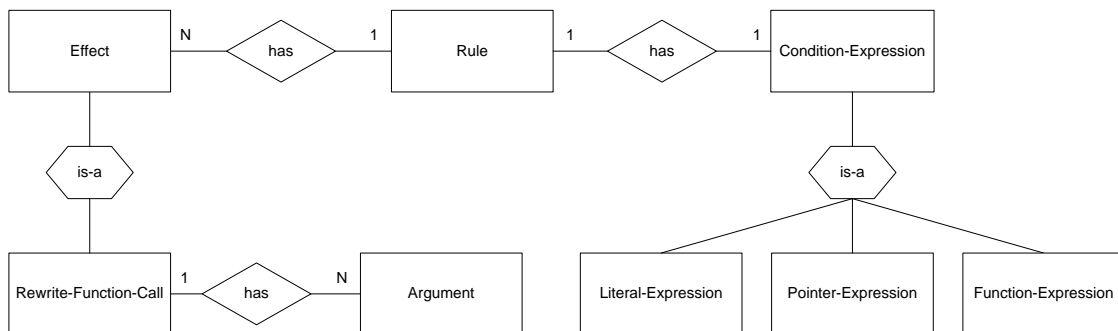 Effect
N
has
1
Rule
1
has
1
Condition-Expression
is-a
is-a
Rewrite-Function-Call
1
has
N
Argument
Literal-Expression
Pointer-Expression
Function-Expression